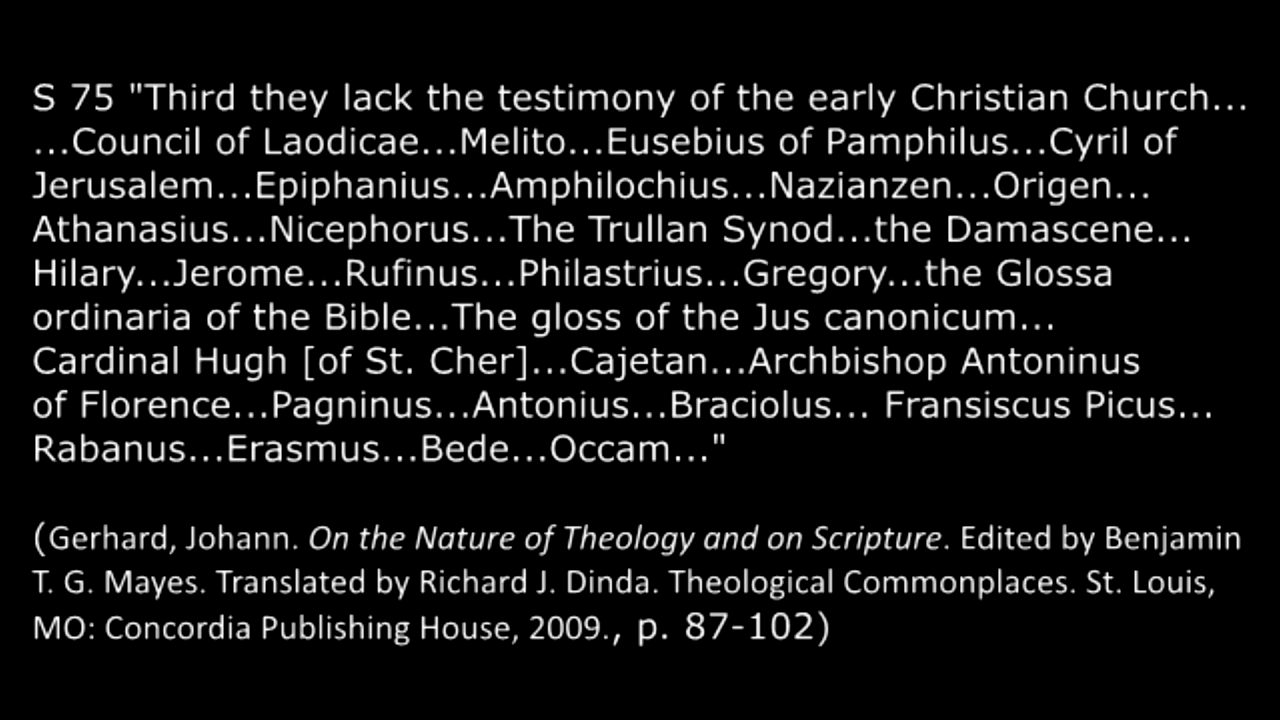 S 75 "Third they lack the testimony of the early Christian Church...
...Council of Laodicae...Melito...Eusebius of Pamphilus...Cyril of
Jerusalem...Epiphanius...Amphilochius...Nazianzen...Origen...
Athanasius...Nicephorus...The Trullan Synod...the Damascene...
Hilary...Jerome...Rufinus...Philastrius...Gregory...the Glossa
ordinaria of the Bible...The gloss of the Jus canonicum...
Cardinal Hugh [of St. Cher]...Cajetan...Archbishop Antoninus
of Florence...Pagninus...Antonius...Braciolus... Fransiscus Picus...
Rabanus...Erasmus...Bede...Occam..."
(Gerhard, Johann. On the Nature of Theology and on Scripture. Edited by Benjamin
T. G. Mayes. Translated by Richard J. Dinda. Theological Commonplaces. St. Louis,
MO: Concordia Publishing House, 2009., p. 87-102)